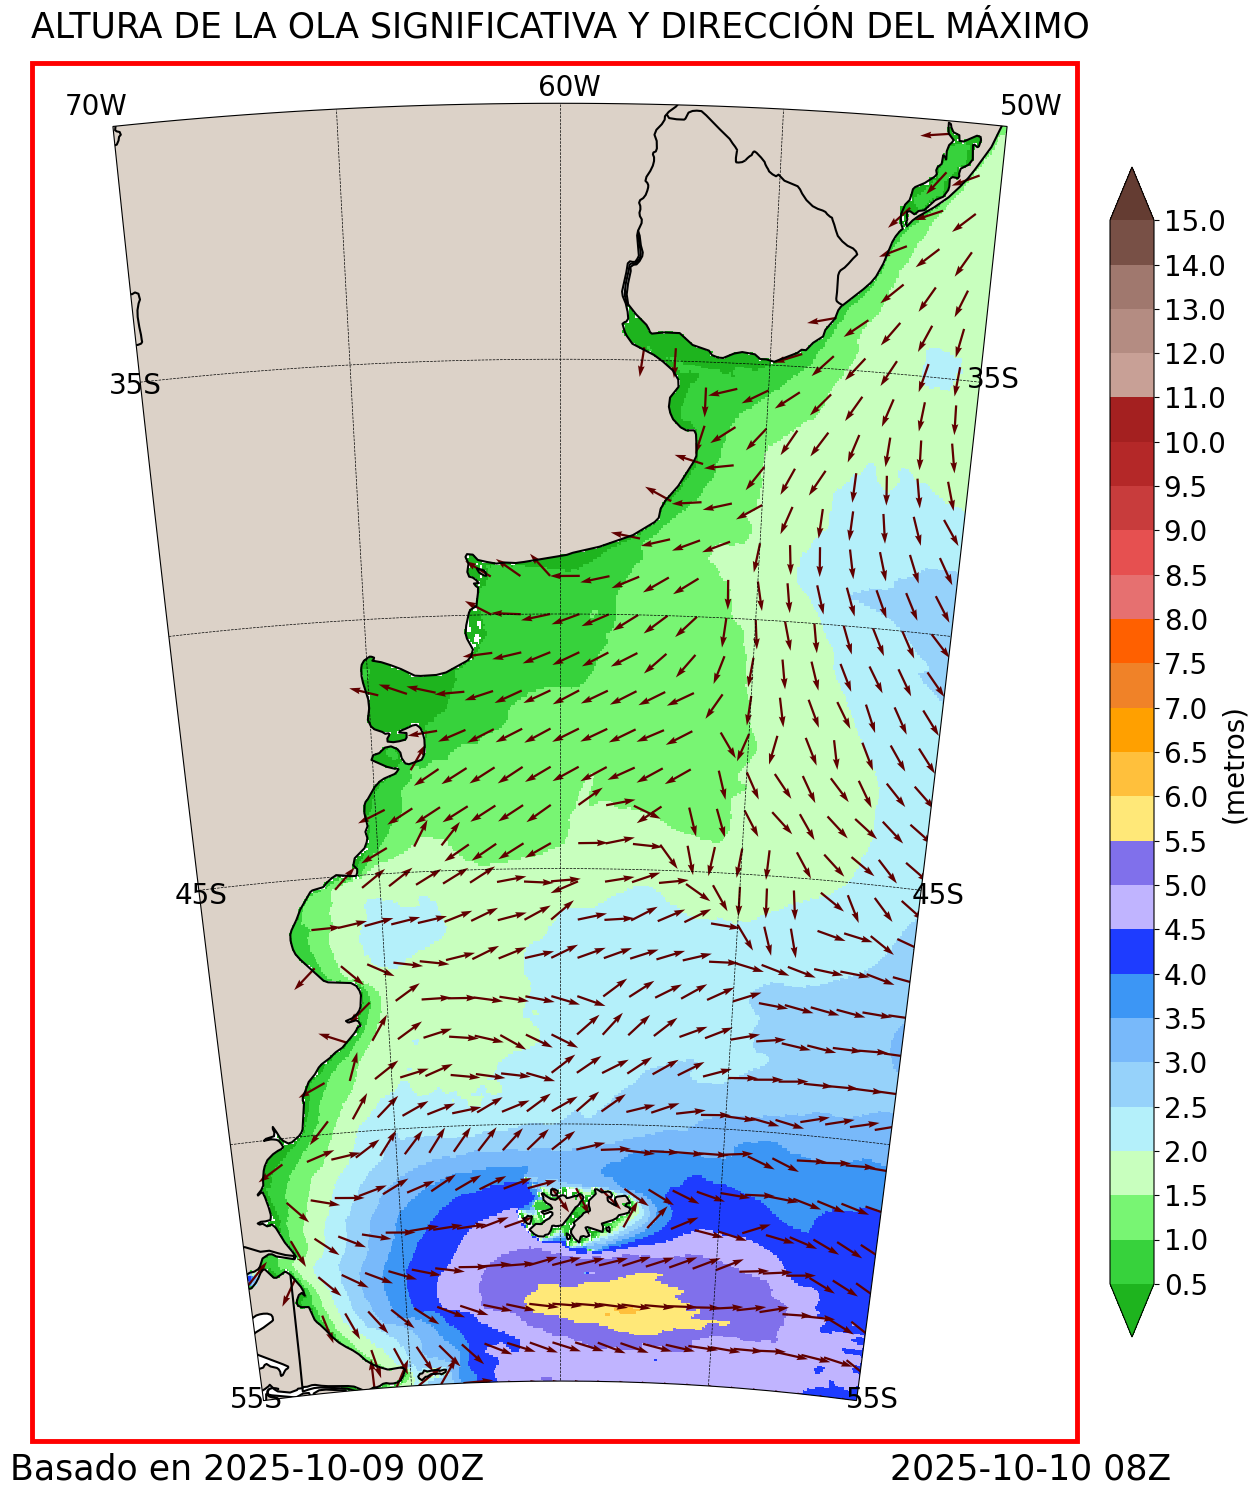 ALTURA DE LA OLA SIGNIFICATIVA Y DIRECCIÓN DEL MÁXIMO
70W
60W
50W
35S
35S
45S
45S
55S
55S
15.0
14.0
13.0
12.0
11.0
10.0
9.5
9.0
8.5
8.0
7.5
7.0
6.5
6.0
5.5
5.0
4.5
4.0
3.5
3.0
2.5
2.0
1.5
1.0
0.5
(metros)
Basado en 2025-10-09 00Z
2025-10-10 08Z